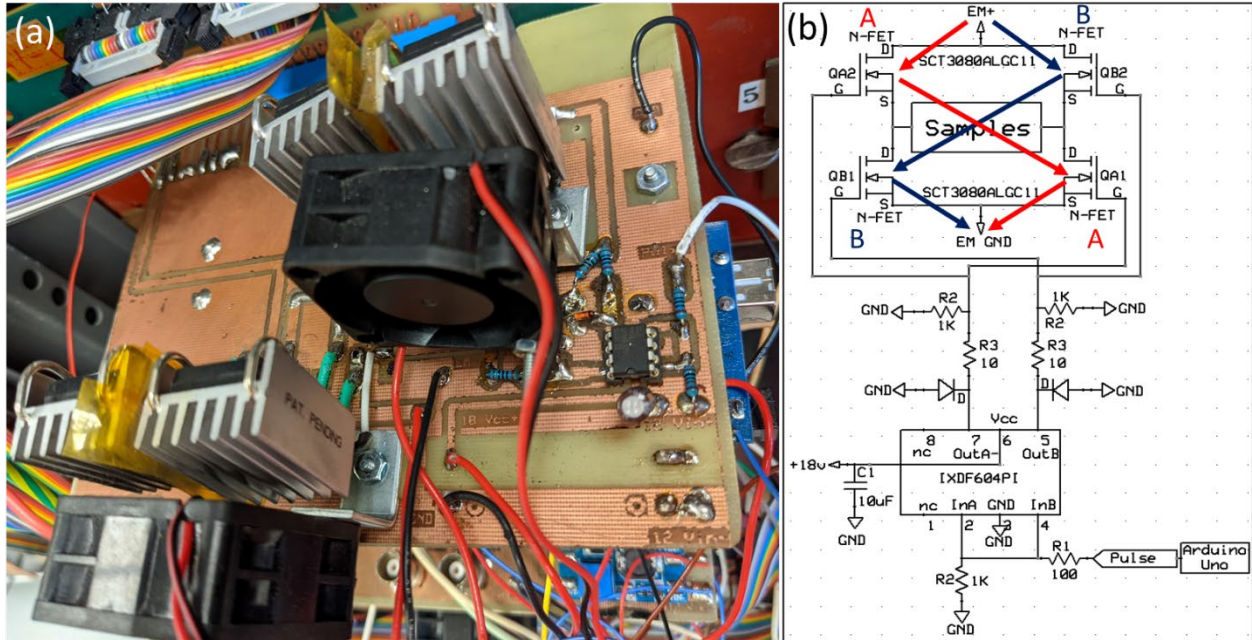 (a)
5
PAT. PENDING
18 Vcc+
12 Vin+
(b)
A
EM+
B
N-FET
N-FET
D
D
SCT3080ALGC11
QA2
QB2
G
G
S
S
Samples
D
D
QB1
QA1
SCT3080ALGC11
G
G
S
S
N-FET
N-FET
EM GND
B
A
R2
1K
GND
GND
1K
R2
R3
R3
10
10
GND
D
D
GND
Vcc
8
7
6
5
nc
OutA-
OutB
+18v
IXDF604PI
C1
10uF
nc
InA
GND
InB
1
2
3
4
GND
R1
100
Pulse
Arduina Uno
R2
1K
GND